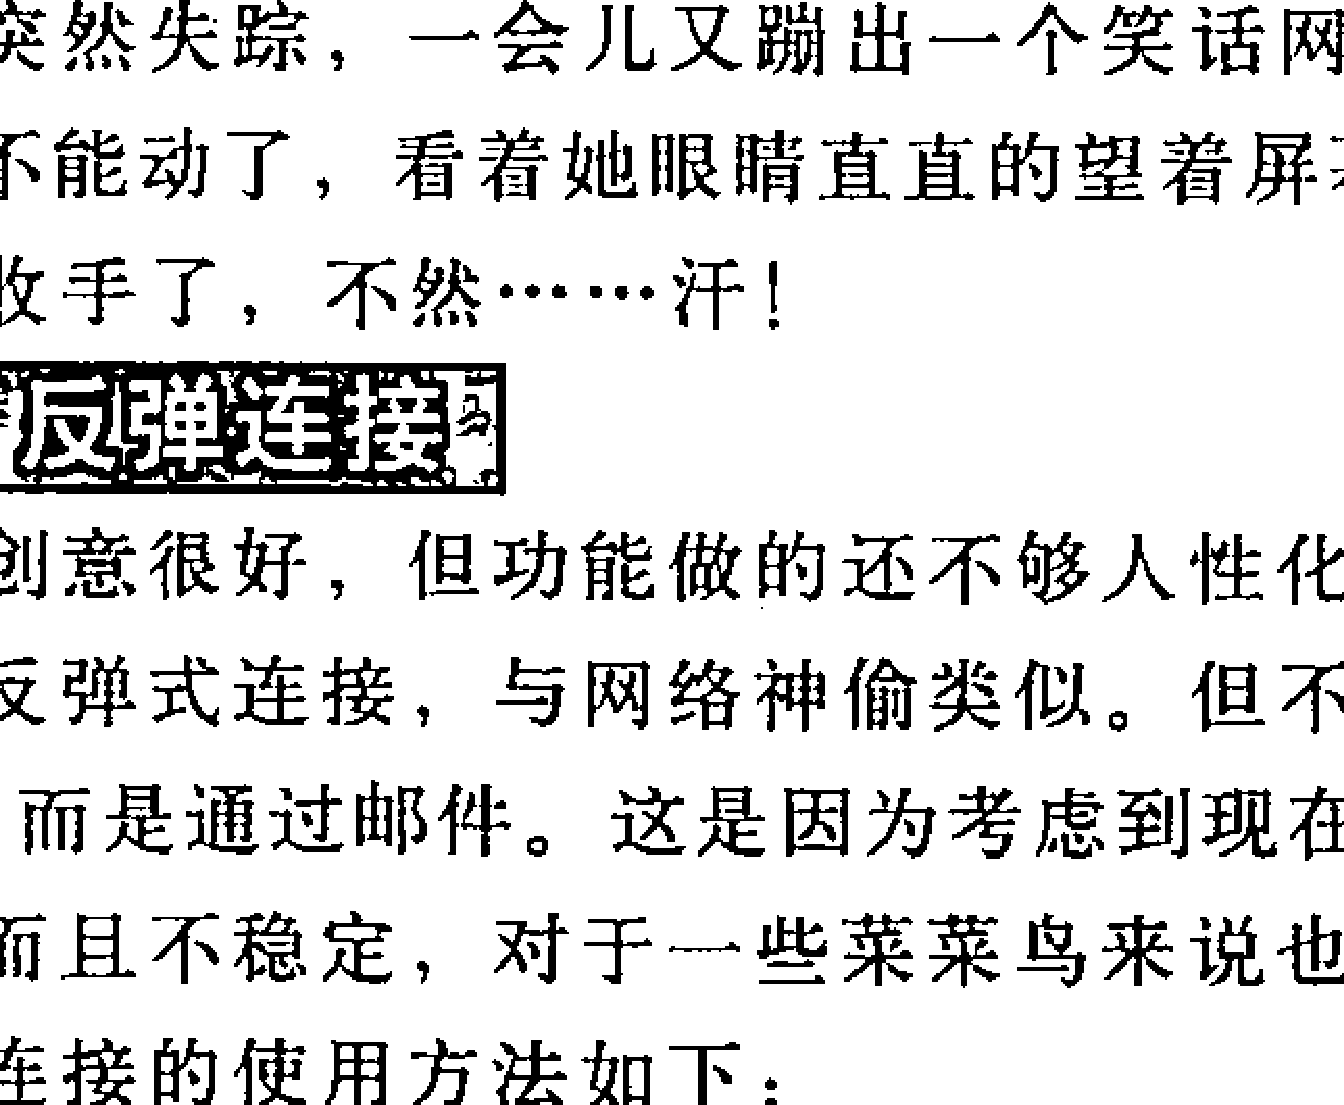 突然失踪，一会儿又蹦出一个笑话网
不能动了，看着她眼睛直直的望着屏
收手了，不然……汗！
反弹连接
创意很好，但功能做的还不够人性化
反弹式连接，与网络神偷类似。但不
而是通过邮件。这是因为考虑到现在
而且不稳定，对于一些菜菜鸟来说也
连接的使用方法如下：